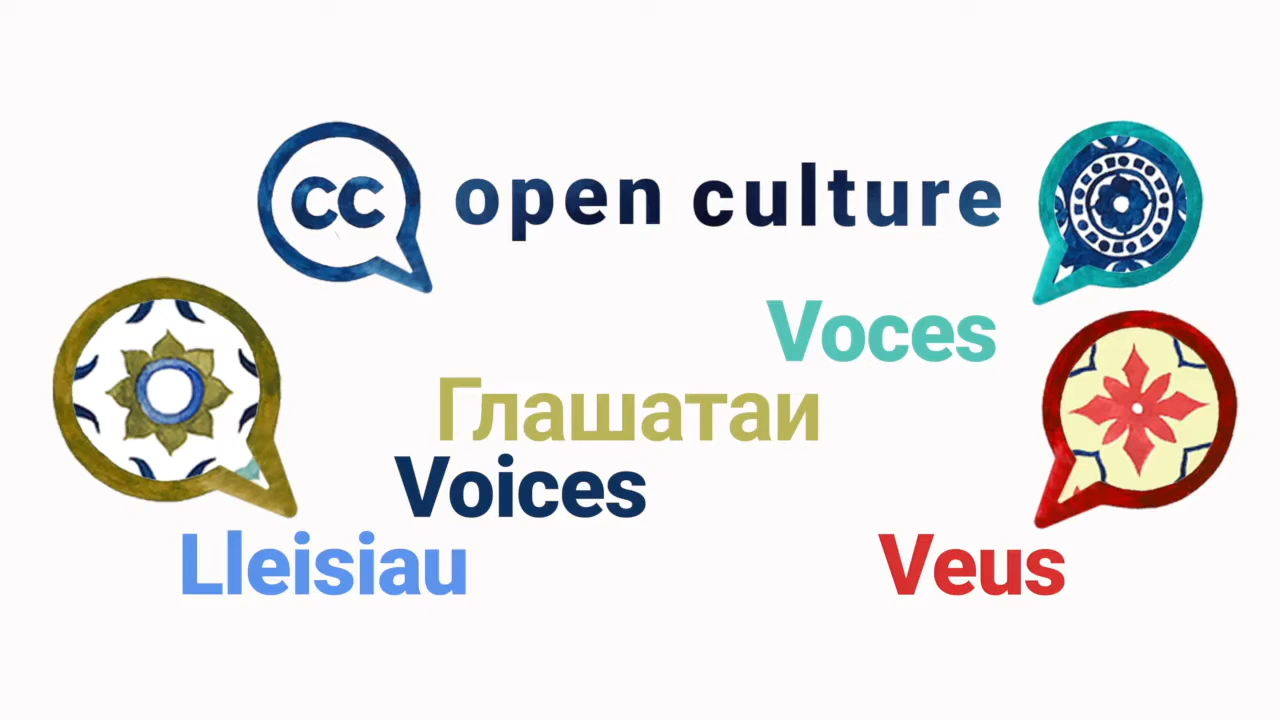 cc open culture
Voces
Глашатаи
Voices
Lleisiau
Veus